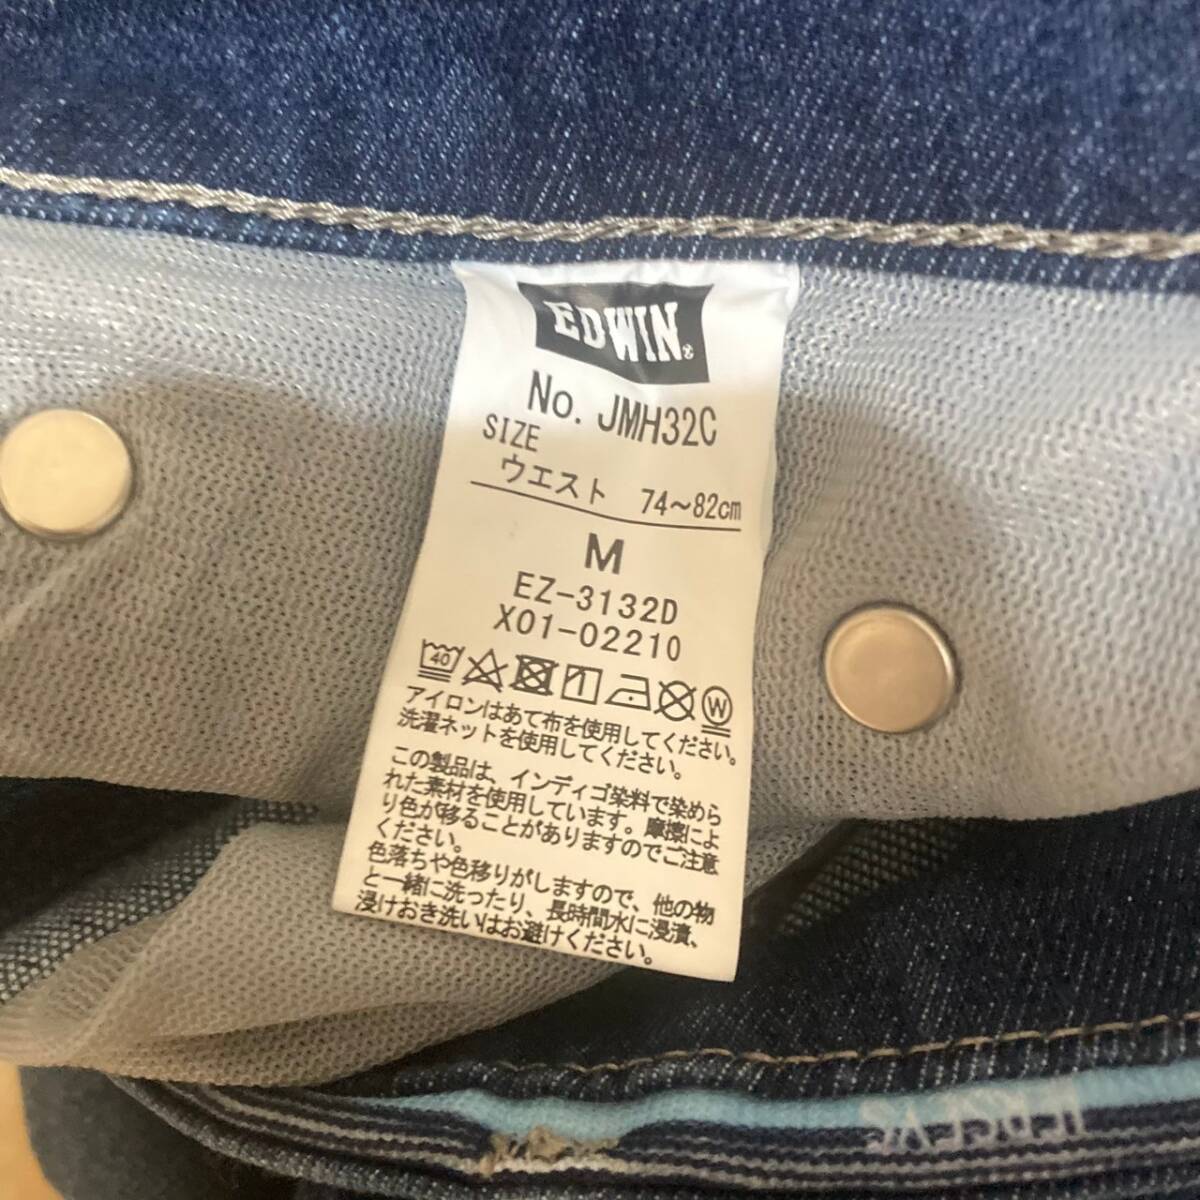 EDWIN®
No. JMH32C
SIZE
ウエスト 74~82cm
M
EZ-3132D
X01-02210
40
W
アイロンはあて布を使用してください。
洗濯ネットを使用してください。
この製品は、インディゴ染料で染めら
れた素材を使用しています。摩擦によ
り色が移ることがありますのでご注意
ください。
色落ちや色移りがしますので、他の物
と一緒に洗ったり、長時間水に浸漬、
浸けおき洗いはお避けください。
JERSEYS